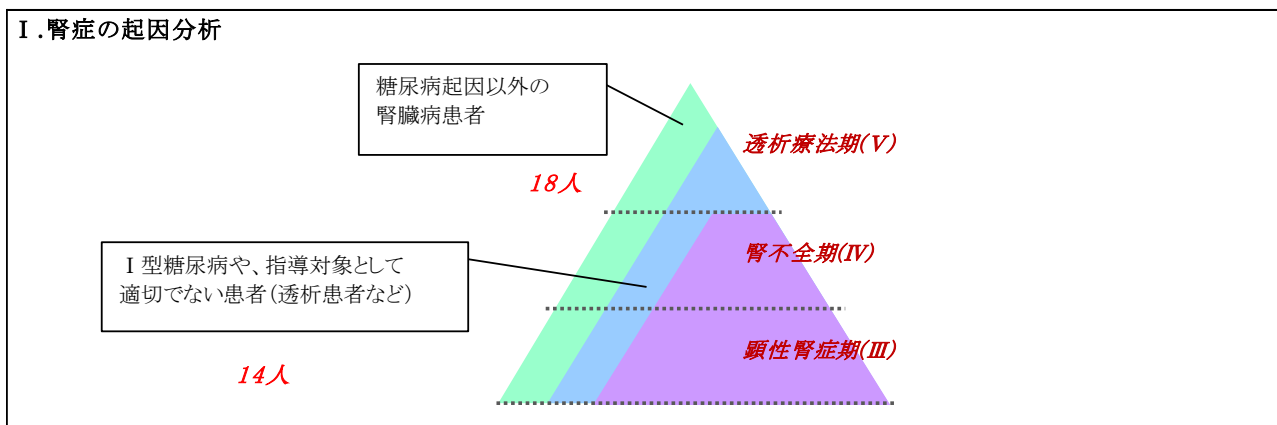 Ⅰ.腎症の起因分析
糖尿病起因以外の
腎臓病患者
透析療法期(Ⅴ)
18人
腎不全期(Ⅳ)
Ⅰ型糖尿病や、指導対象として
適切でない患者(透析患者など)
顕性腎症期(Ⅲ)
14人